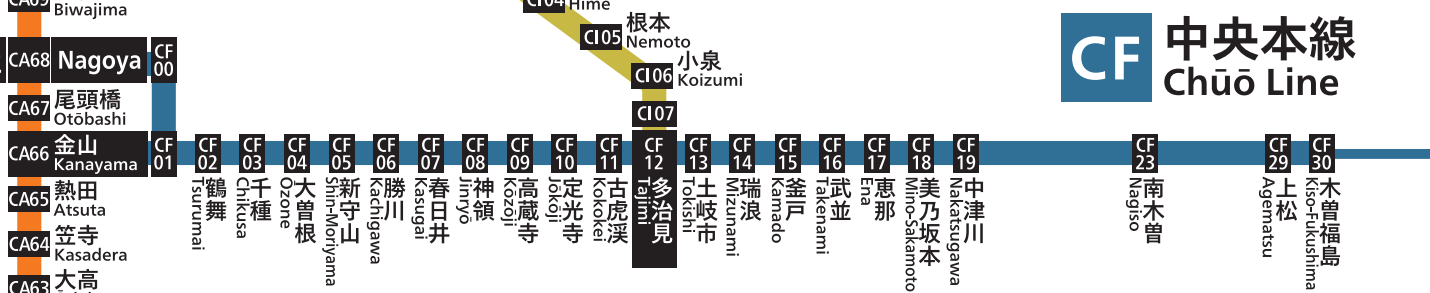 CA69
Biwajima
CA68
Nagoya
CF
00
CA67
尾頭橋
Otōbashi
CA66
金山
Kanayama
CF
01
CA65
熱田
Atsuta
CA64
笠寺
Kasadera
CA63
大高
CI04
Hime
CI05
根本
Nemoto
CI06
小泉
Koizumi
CI07
CF
中央本線
Chūō Line
CF
02
鶴舞
Tsurumai
CF
03
千種
Chikusa
CF
04
大曽根
Ozone
CF
05
新守山
Shin-Moriyama
CF
06
勝川
Kachigawa
CF
07
春日井
Kasugai
CF
08
神領
Jinryō
CF
09
高蔵寺
Kōzōji
CF
10
定光寺
Jōkōji
CF
11
古虎渓
Kokokei
CF
12
多治見
Tajimi
CF
13
土岐市
Tokishi
CF
14
瑞浪
Mizunami
CF
15
釜戸
Kamado
CF
16
武並
Takenami
CF
17
恵那
Ena
CF
18
美乃坂本
Mino-Sakamoto
CF
19
中津川
Nakatsugawa
CF
23
南木曽
Nagiso
CF
29
上松
Agematsu
CF
30
木曽福島
Kiso-Fukushima